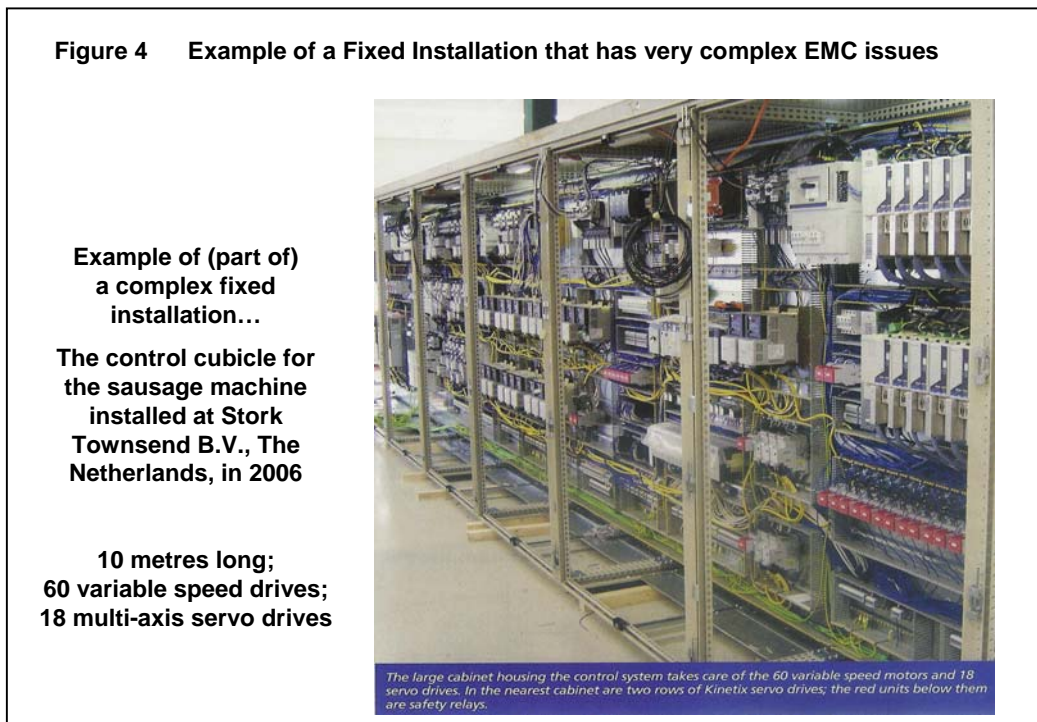 Figure 4 Example of a Fixed Installation that has very complex EMC issues
Example of (part of)
a complex fixed
installation…
The control cubicle for
the sausage machine
installed at Stork
Townsend B.V., The
Netherlands, in 2006
10 metres long;
60 variable speed drives;
18 multi-axis servo drives
The large cabinet housing the control system takes care of the 60 variable speed motors and 18
servo drives. In the nearest cabinet are two rows of Kinetix servo drives; the red units below them
are safety relays.